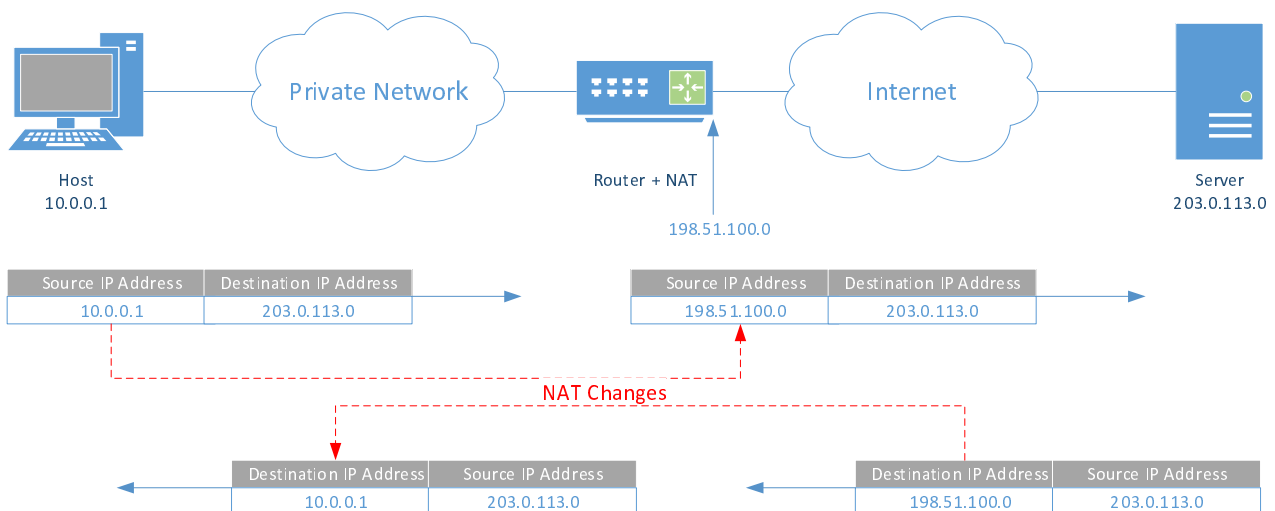 Private Network
Internet
Host
10.0.0.1
Router + NAT
Server
203.0.113.0
198.51.100.0
Source IP Address Destination IP Address
10.0.0.1 203.0.113.0
Source IP Address Destination IP Address
198.51.100.0 203.0.113.0
NAT Changes
Destination IP Address Source IP Address
10.0.0.1 203.0.113.0
Destination IP Address Source IP Address
198.51.100.0 203.0.113.0